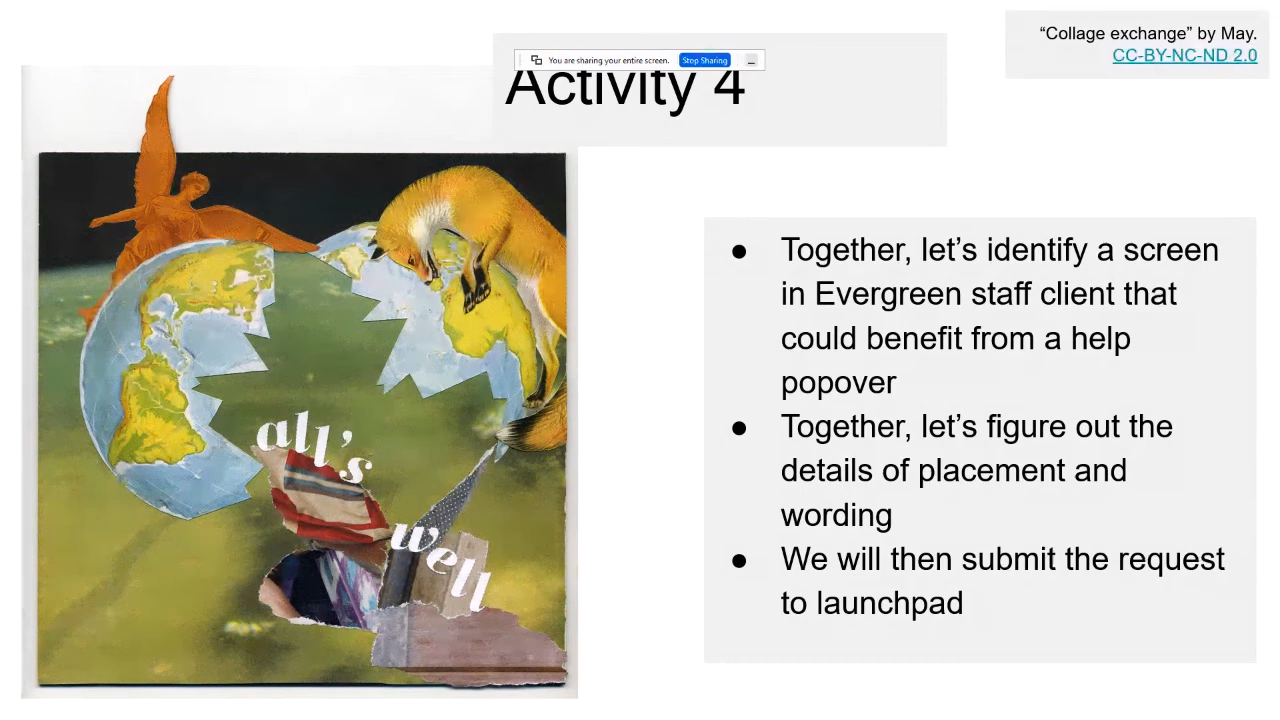 “Collage exchange” by May.
CC-BY-NC-ND 2.0
You are sharing your entire screen. Stop Sharing
Activity 4
● Together, let’s identify a screen
in Evergreen staff client that
could benefit from a help
popover
● Together, let’s figure out the
details of placement and
wording
● We will then submit the request
to launchpad
all’s
well